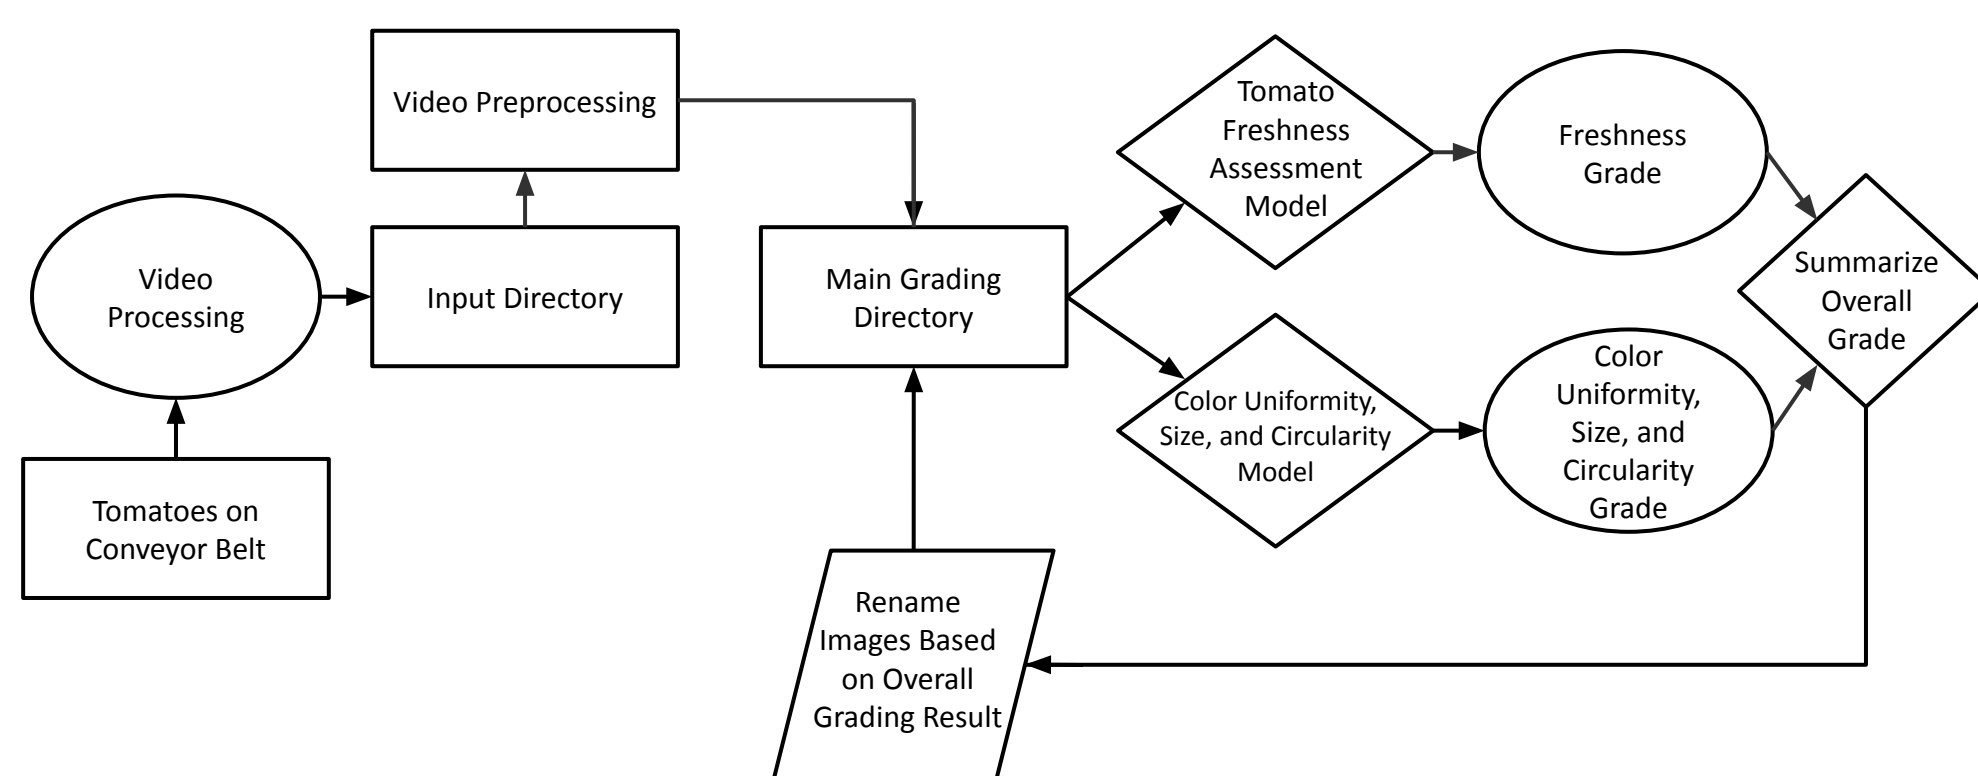 Video Preprocessing
Tomato
Freshness
Assessment
Model
Freshness
Grade
Video
Processing
Input Directory
Main Grading
Directory
Summarize
Overall
Grade
Color Uniformity,
Size, and Circularity
Model
Color
Uniformity,
Size, and
Circularity
Grade
Tomatoes on
Conveyor Belt
Rename
Images Based
on Overall
Grading Result